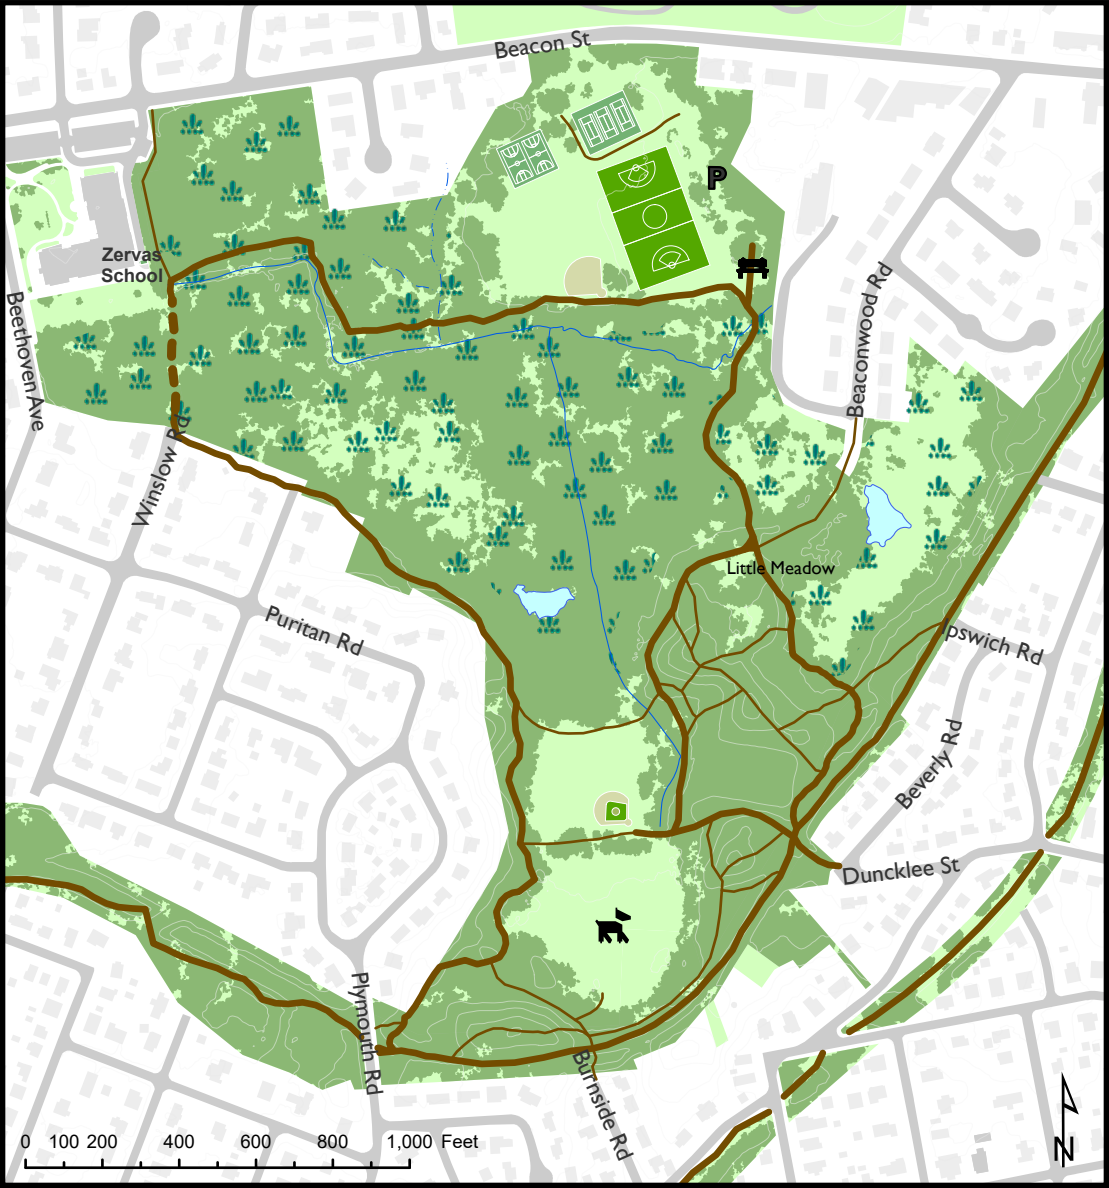 Beacon St
P
Zervas
School
Beethoven Ave
Beaconwood Rd
Winslow Rd
Little Meadow
Puritan Rd
Ipswich Rd
Beverly Rd
Duncklee St
Plymouth Rd
Burnside Rd
0 100 200 400 600 800 1,000 Feet
N